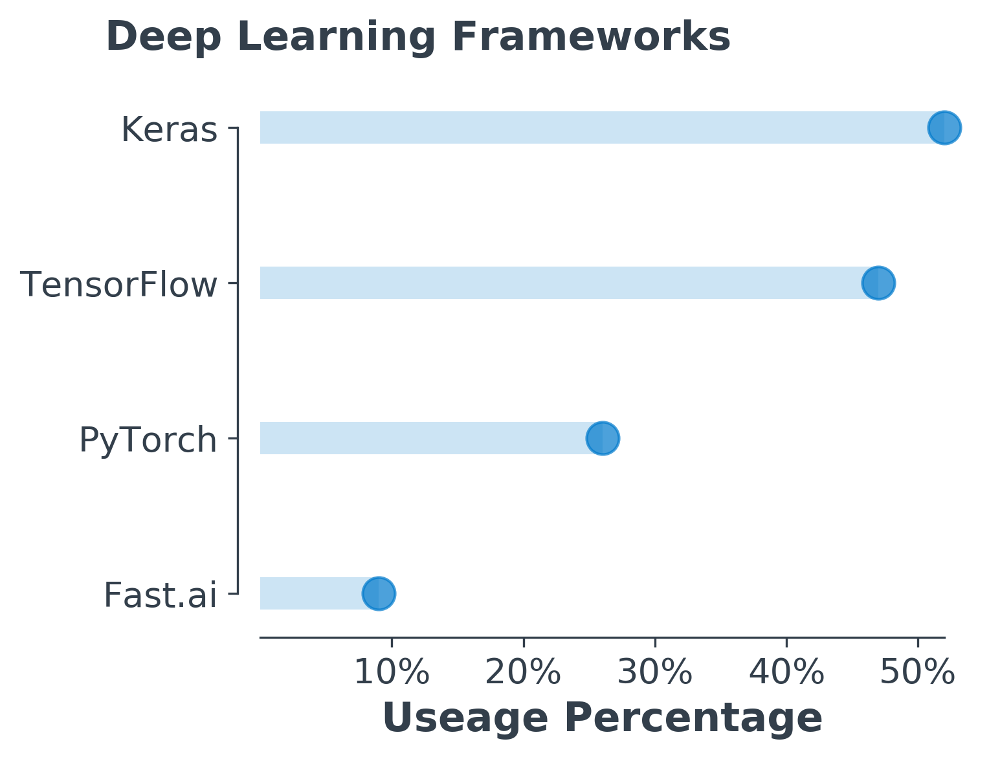 Deep Learning Frameworks
Keras
TensorFlow
PyTorch
Fast.ai
10% 20% 30% 40% 50%
Useage Percentage